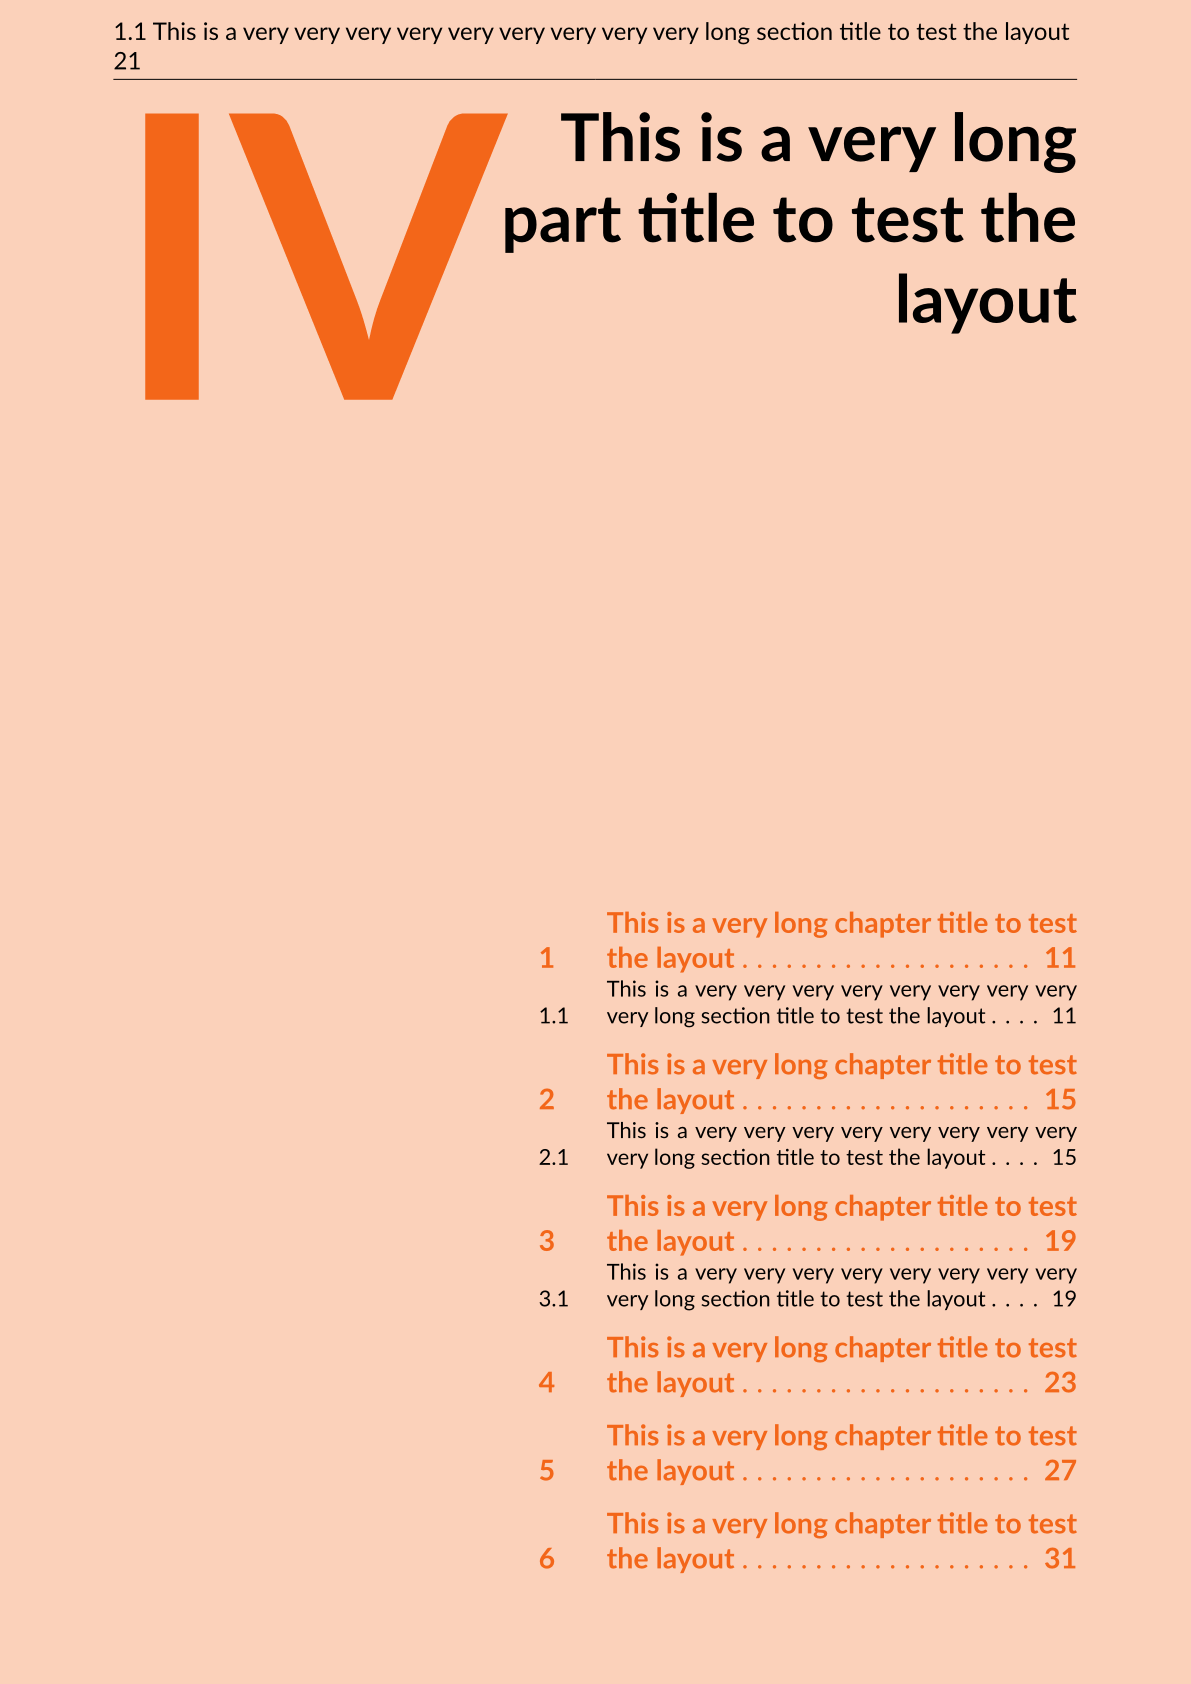 1.1 This is a very very very very very very very very very long section title to test the layout
21
IV
This is a very long
part title to test the
layout
This is a very long chapter title to test
1 the layout . . . . . . . . . . . . . . . . . . . . 11
This is a very very very very very very very very
1.1 very long section title to test the layout . . . . 11
This is a very long chapter title to test
2 the layout . . . . . . . . . . . . . . . . . . . . 15
This is a very very very very very very very very
2.1 very long section title to test the layout . . . . 15
This is a very long chapter title to test
3 the layout . . . . . . . . . . . . . . . . . . . . 19
This is a very very very very very very very very
3.1 very long section title to test the layout . . . . 19
This is a very long chapter title to test
4 the layout . . . . . . . . . . . . . . . . . . . . 23
This is a very long chapter title to test
5 the layout . . . . . . . . . . . . . . . . . . . . 27
This is a very long chapter title to test
6 the layout . . . . . . . . . . . . . . . . . . . . 31